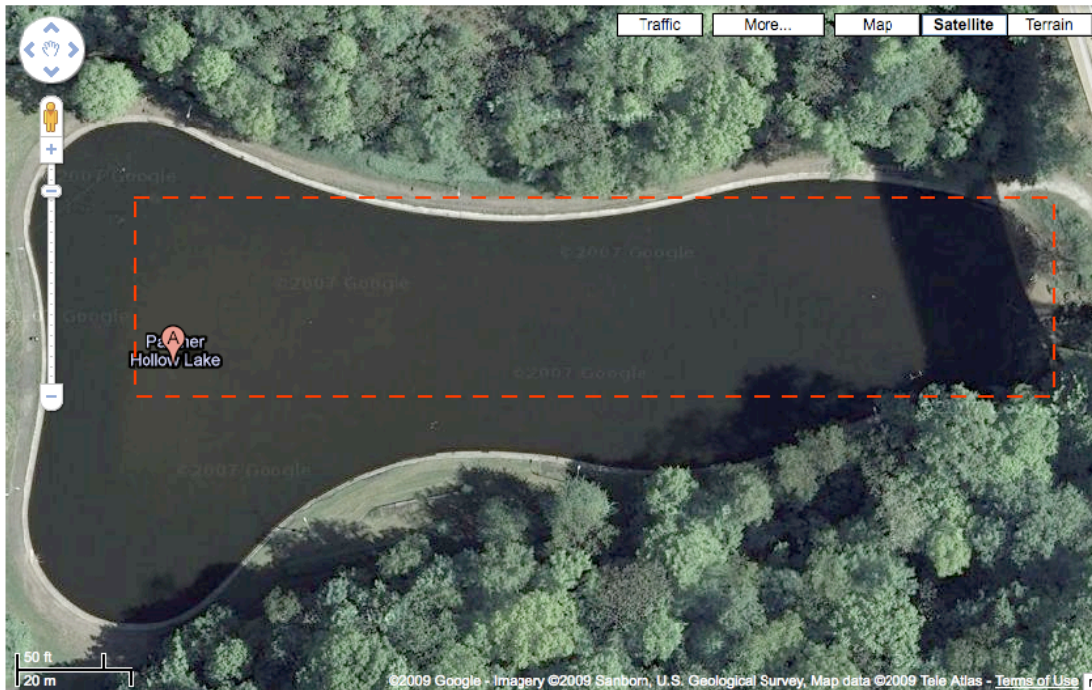 Traffic More... Map Satellite Terrain
©2007 Google
©2007 Google
©2007 Google
Google
A
Hollow Lake
©2007 Google
©2007 Google
50 ft
20 m
©2009 Google - Imagery ©2009 Sanborn, U.S. Geological Survey, Map data ©2009 Tele Atlas - Terms of Use